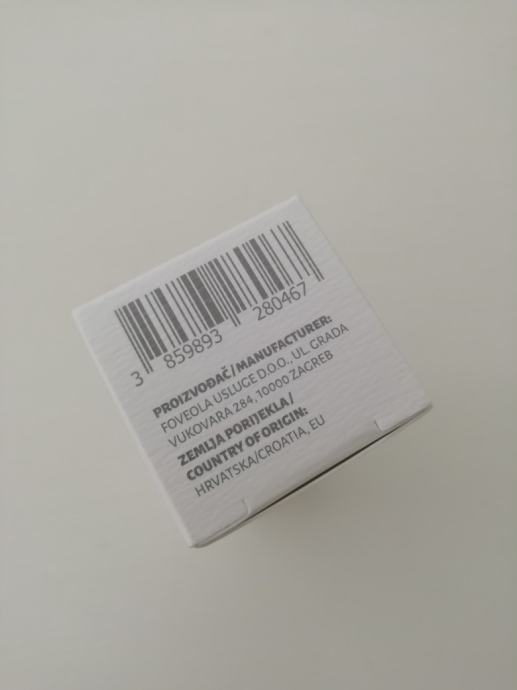 3 859893 280467
PROIZVOĐAČ/MANUFACTURER:
FOVEOLA USLUGE D.O.O., UL. GRADA
VUKOVARA 284, 10000 ZAGREB
ZEMLJA PORIJEKLA/
COUNTRY OF ORIGIN:
HRVATSKA/CROATIA, EU